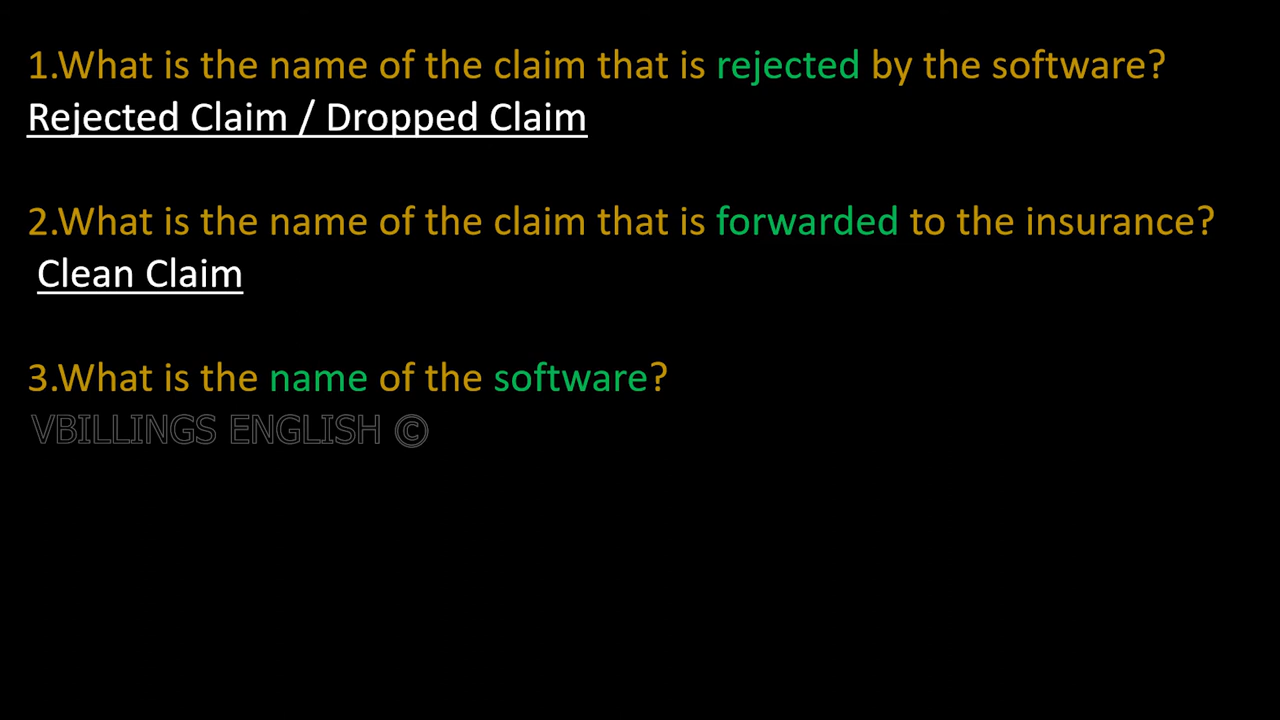 1.What is the name of the claim that is rejected by the software?
Rejected Claim / Dropped Claim
2.What is the name of the claim that is forwarded to the insurance?
Clean Claim
3.What is the name of the software?
VBILLINGS ENGLISH ©